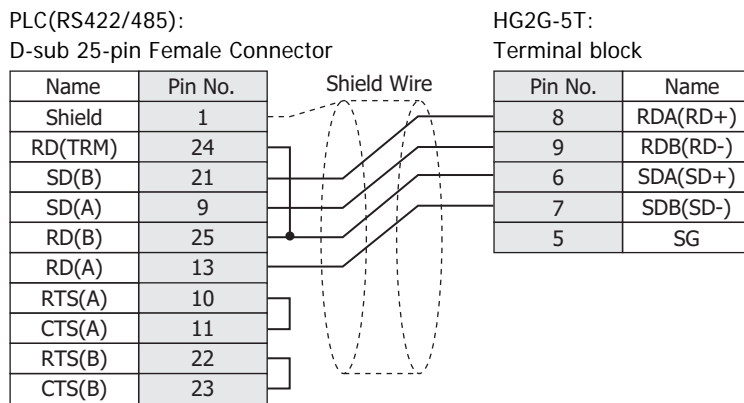 PLC(RS422/485):
D-sub 25-pin Female Connector
HG2G-5T:
Terminal block
Name Pin No. Shield Wire Pin No. Name
Shield 1 8 RDA(RD+)
RD(TRM) 24 9 RDB(RD-)
SD(B) 21 6 SDA(SD+)
SD(A) 9 7 SDB(SD-)
RD(B) 25 5 SG
RD(A) 13
RTS(A) 10
CTS(A) 11
RTS(B) 22
CTS(B) 23